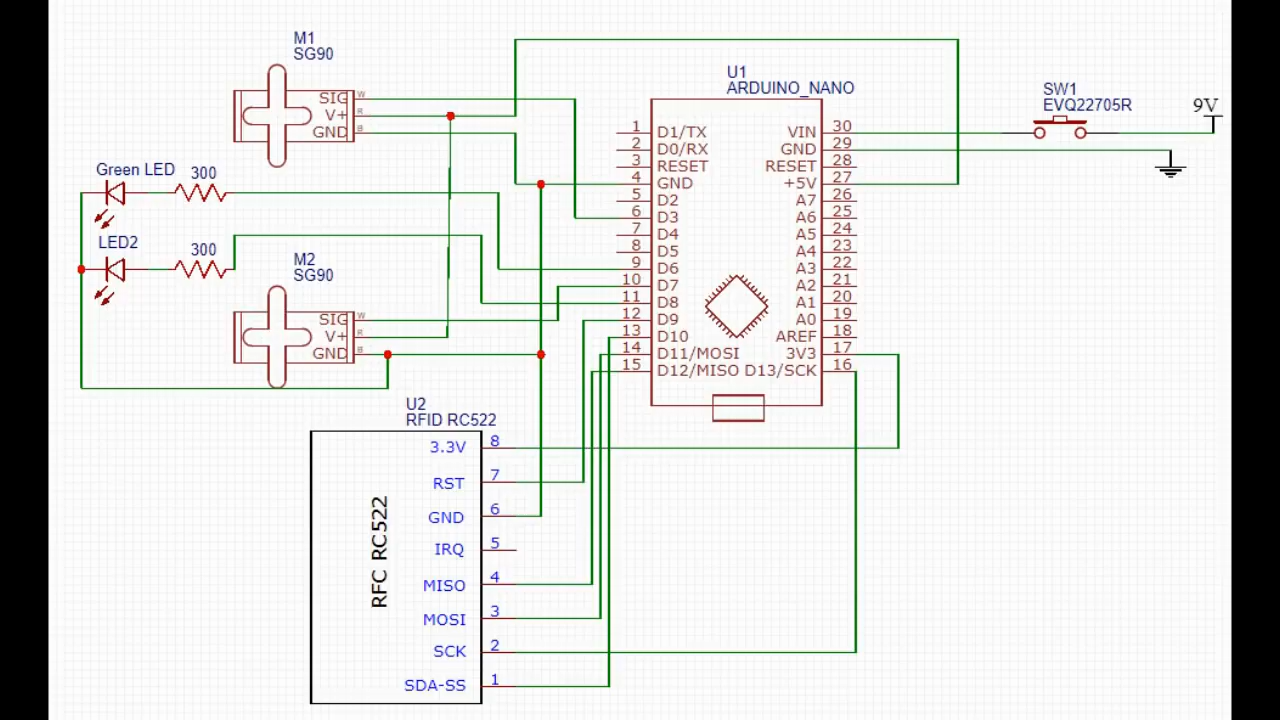 M1
SG90
SIG W
V+ R
GND B
Green LED
300
LED2
300
M2
SG90
SIG W
V+ R
GND B
U1
ARDUINO_NANO
1 D1/TX
2 D0/RX
3 RESET
4 GND
5 D2
6 D3
7 D4
8 D5
9 D6
10 D7
11 D8
12 D9
13 D10
14 D11/MOSI
15 D12/MISO
VIN 30
GND 29
RESET 28
+5V 27
A7 26
A6 25
A5 24
A4 23
A3 22
A2 21
A1 20
A0 19
AREF 18
3V3 17
D13/SCK 16
SW1
EVQ22705R
9V
U2
RFID RC522
RFC RC522
3.3V 8
RST 7
GND 6
IRQ 5
MISO 4
MOSI 3
SCK 2
SDA-SS 1